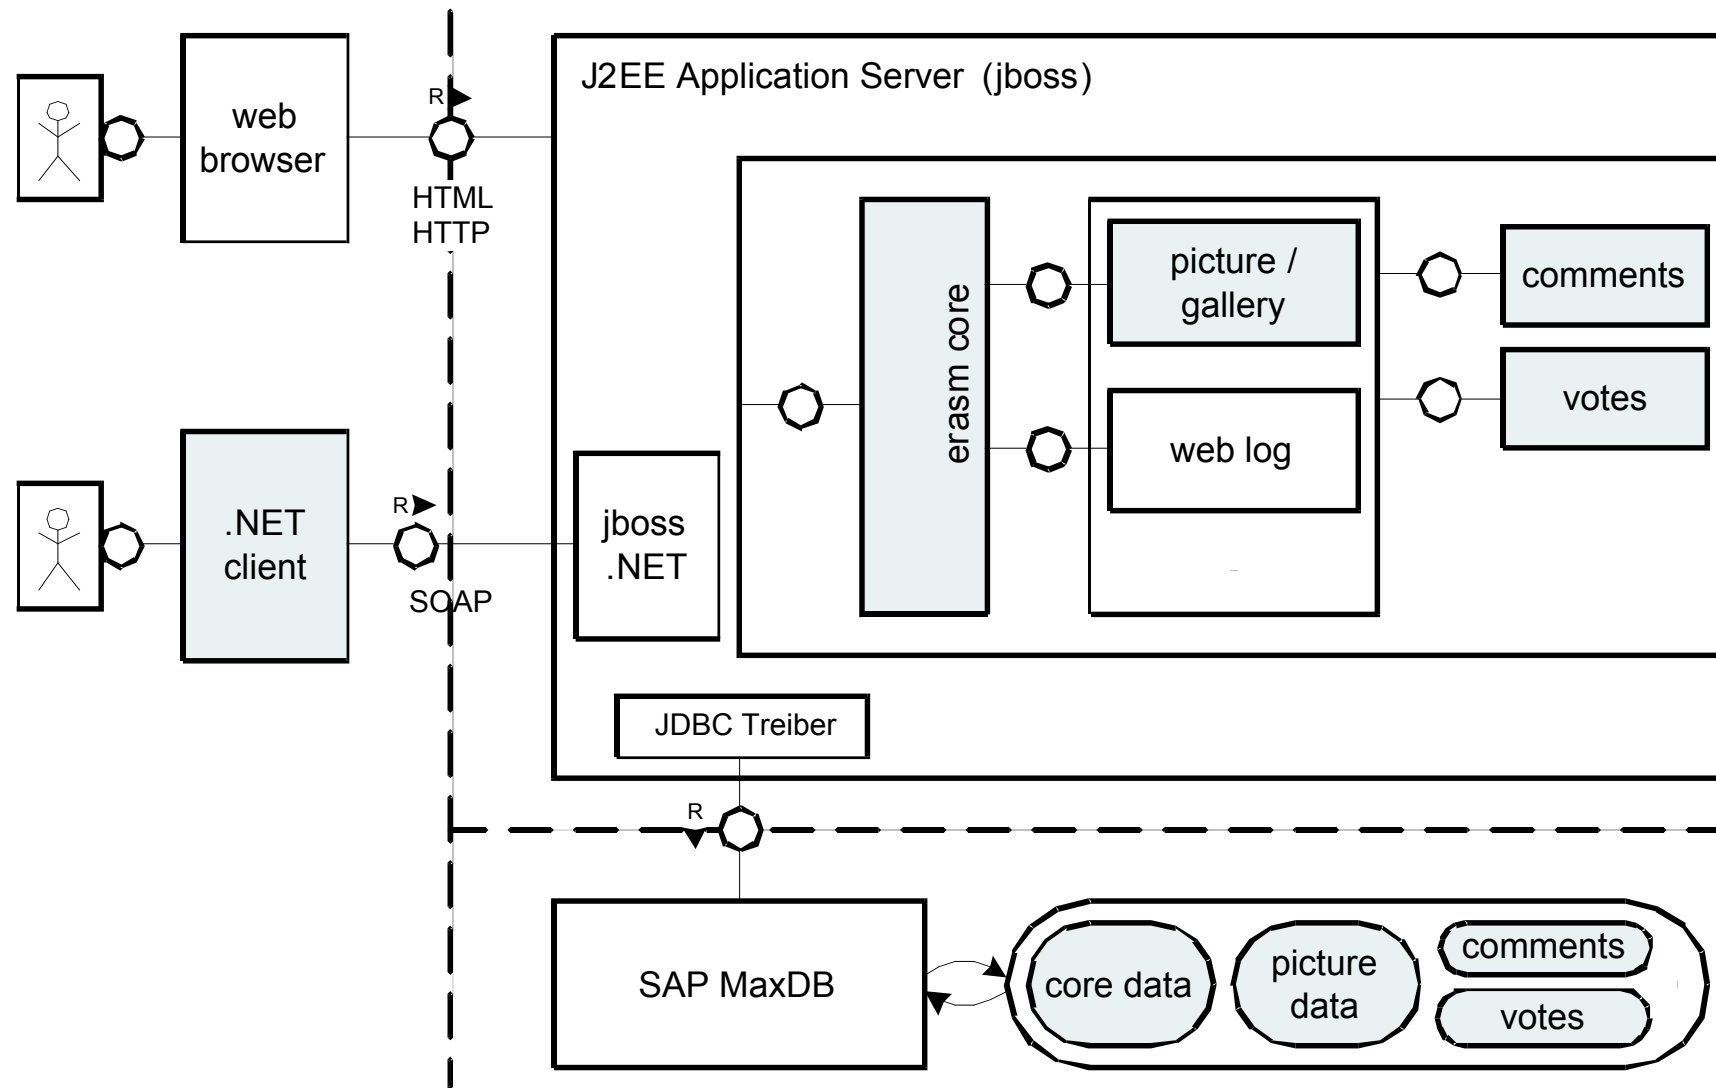 J2EE Application Server (jboss)
R
web
browser
HTML
HTTP
picture /
gallery
comments
erasm core
votes
web log
R
.NET
client
jboss
.NET
SOAP
JDBC Treiber
R
SAP MaxDB
core data
picture
data
comments
votes